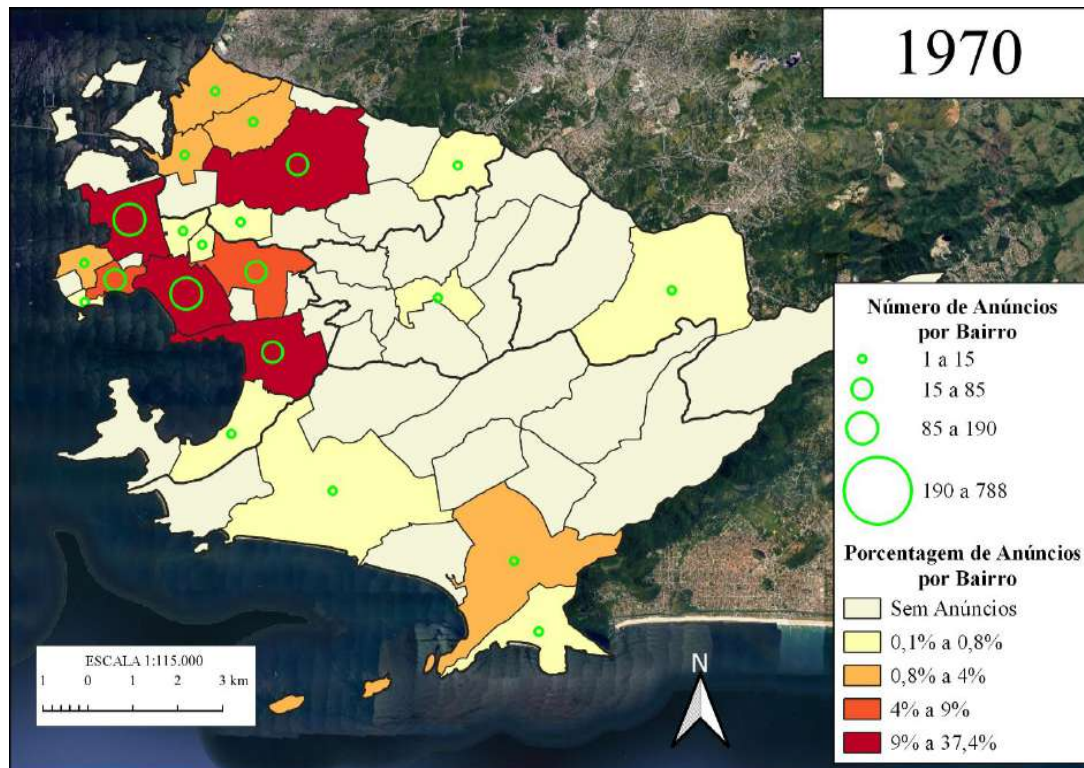 1970
Número de Anúncios
por Bairro
1 a 15
15 a 85
85 a 190
190 a 788
Porcentagem de Anúncios
por Bairro
Sem Anúncios
0,1% a 0,8%
0,8% a 4%
4% a 9%
9% a 37,4%
ESCALA 1:115.000
1 0 1 2 3 km
N